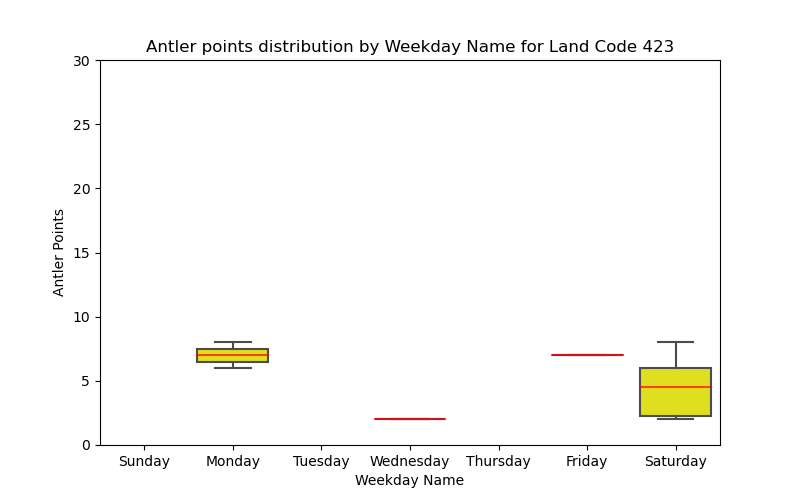 Antler points distribution by Weekday Name for Land Code 423
30
25
20
15
10
5
0
Antler Points
Sunday Monday Tuesday Wednesday Thursday Friday Saturday
Weekday Name